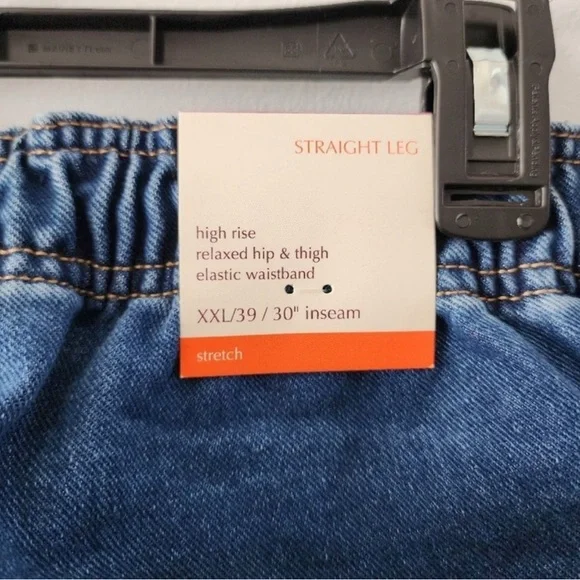 STRAIGHT LEG
high rise
relaxed hip & thigh
elastic waistband
XXL/39 / 30" inseam
stretch